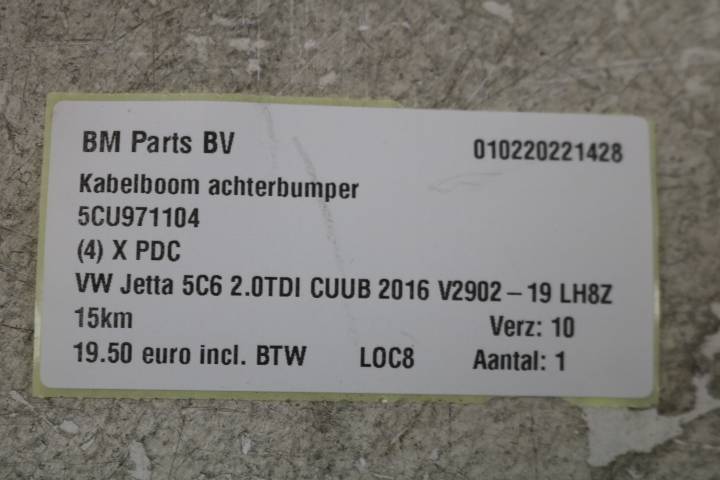 BM Parts BV 010220221428
Kabelboom achterbumper
5CU971104
(4) X PDC
VW Jetta 5C6 2.0TDI CUUB 2016 V2902 – 19 LH8Z
15km Verz: 10
19.50 euro incl. BTW LOC8 Aantal: 1